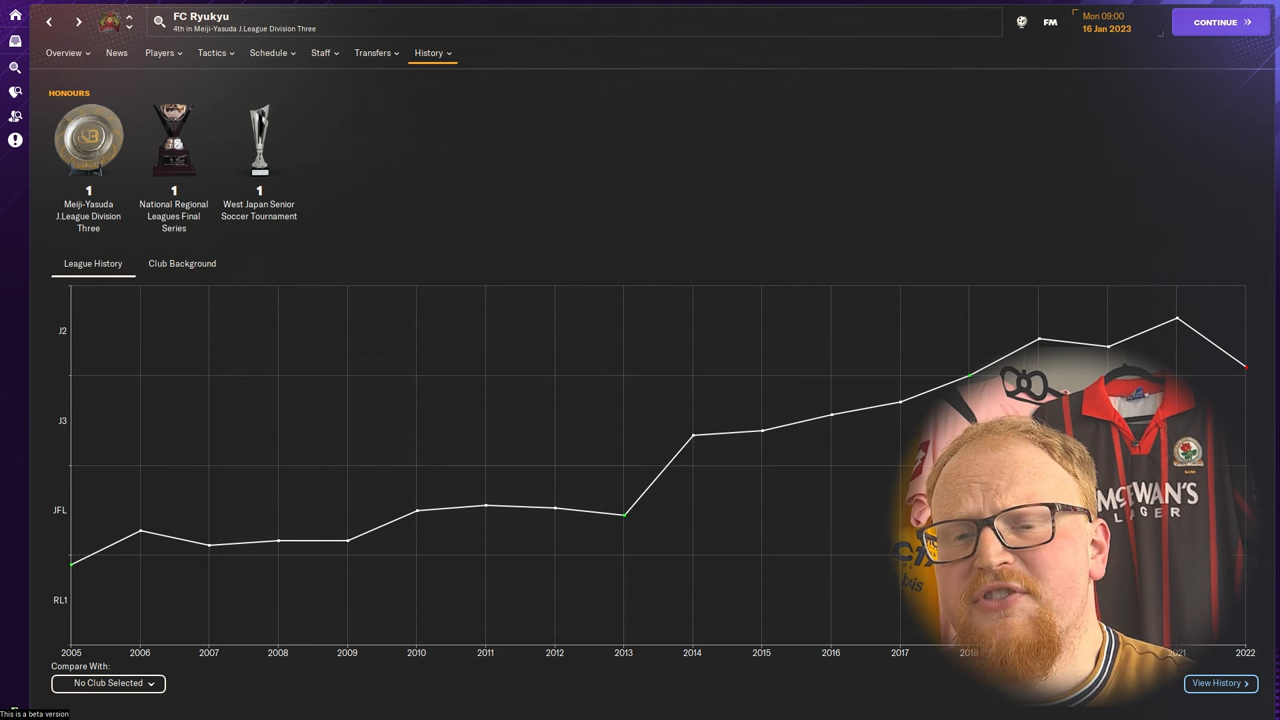 FC Ryukyu
4th in Meiji-Yasuda J.League Division Three
FM
Mon 09:00
16 Jan 2023
CONTINUE
Overview
News
Players
Tactics
Schedule
Staff
Transfers
History
HONOURS
1
Meiji-Yasuda
J.League Division
Three
1
National Regional
Leagues Final
Series
1
West Japan Senior
Soccer Tournament
League History
Club Background
J2
J3
JFL
RL1
McEWAN'S
LAGER
2005
2006
2007
2008
2009
2010
2011
2012
2013
2014
2015
2016
2017
2018
2021
2022
Compare With:
No Club Selected
View History
This is a beta version